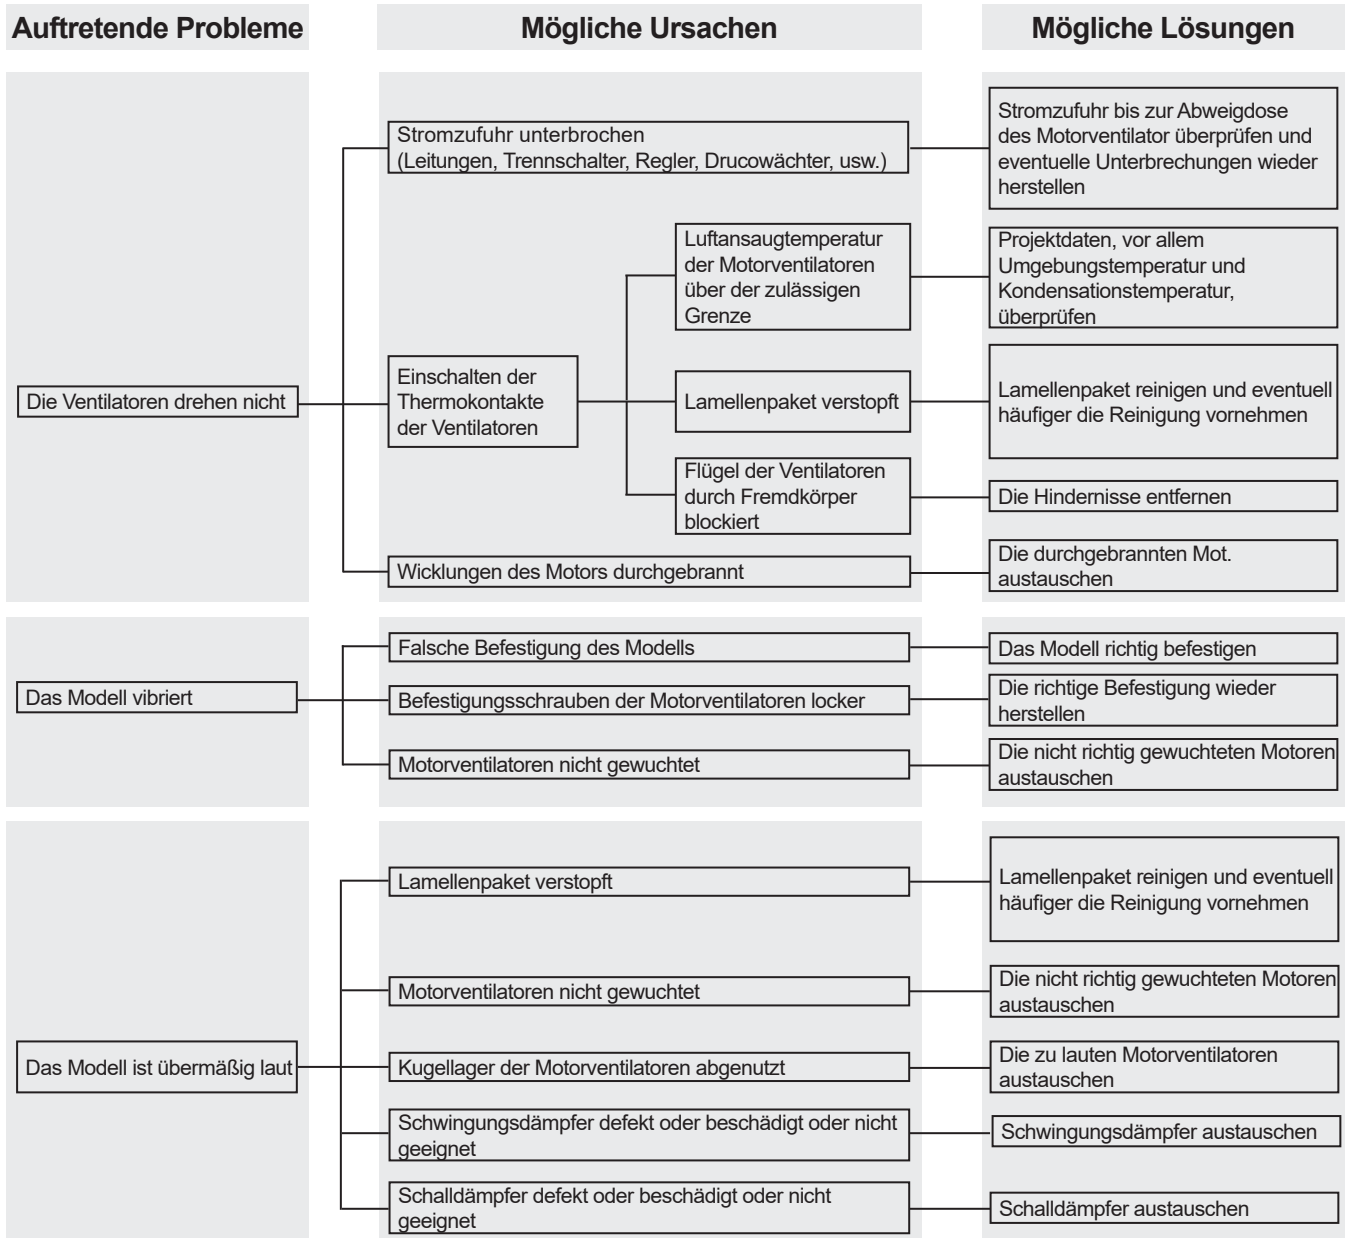 Auftretende Probleme
Mögliche Ursachen
Mögliche Lösungen
Die Ventilatoren drehen nicht
Stromzufuhr unterbrochen
(Leitungen, Trennschalter, Regler, Drucowächter, usw.)
Stromzufuhr bis zur Abweigdose
des Motorventilator überprüfen und
eventuelle Unterbrechungen wieder
herstellen
Einschalten der
Thermokontakte
der Ventilatoren
Luftansaugtemperatur
der Motorventilatoren
über der zulässigen
Grenze
Projektdaten, vor allem
Umgebungstemperatur und
Kondensationstemperatur,
überprüfen
Lamellenpaket verstopft
Lamellenpaket reinigen und eventuell
häufiger die Reinigung vornehmen
Flügel der Ventilatoren
durch Fremdkörper
blockiert
Die Hindernisse entfernen
Wicklungen des Motors durchgebrannt
Die durchgebrannten Mot.
austauschen
Das Modell vibriert
Falsche Befestigung des Modells
Das Modell richtig befestigen
Befestigungsschrauben der Motorventilatoren locker
Die richtige Befestigung wieder
herstellen
Motorventilatoren nicht gewuchtet
Die nicht richtig gewuchteten Motoren
austauschen
Das Modell ist übermäßig laut
Lamellenpaket verstopft
Lamellenpaket reinigen und eventuell
häufiger die Reinigung vornehmen
Motorventilatoren nicht gewuchtet
Die nicht richtig gewuchteten Motoren
austauschen
Kugellager der Motorventilatoren abgenutzt
Die zu lauten Motorventilatoren
austauschen
Schwingungsdämpfer defekt oder beschädigt oder nicht
geeignet
Schwingungsdämpfer austauschen
Schalldämpfer defekt oder beschädigt oder nicht
geeignet
Schalldämpfer austauschen